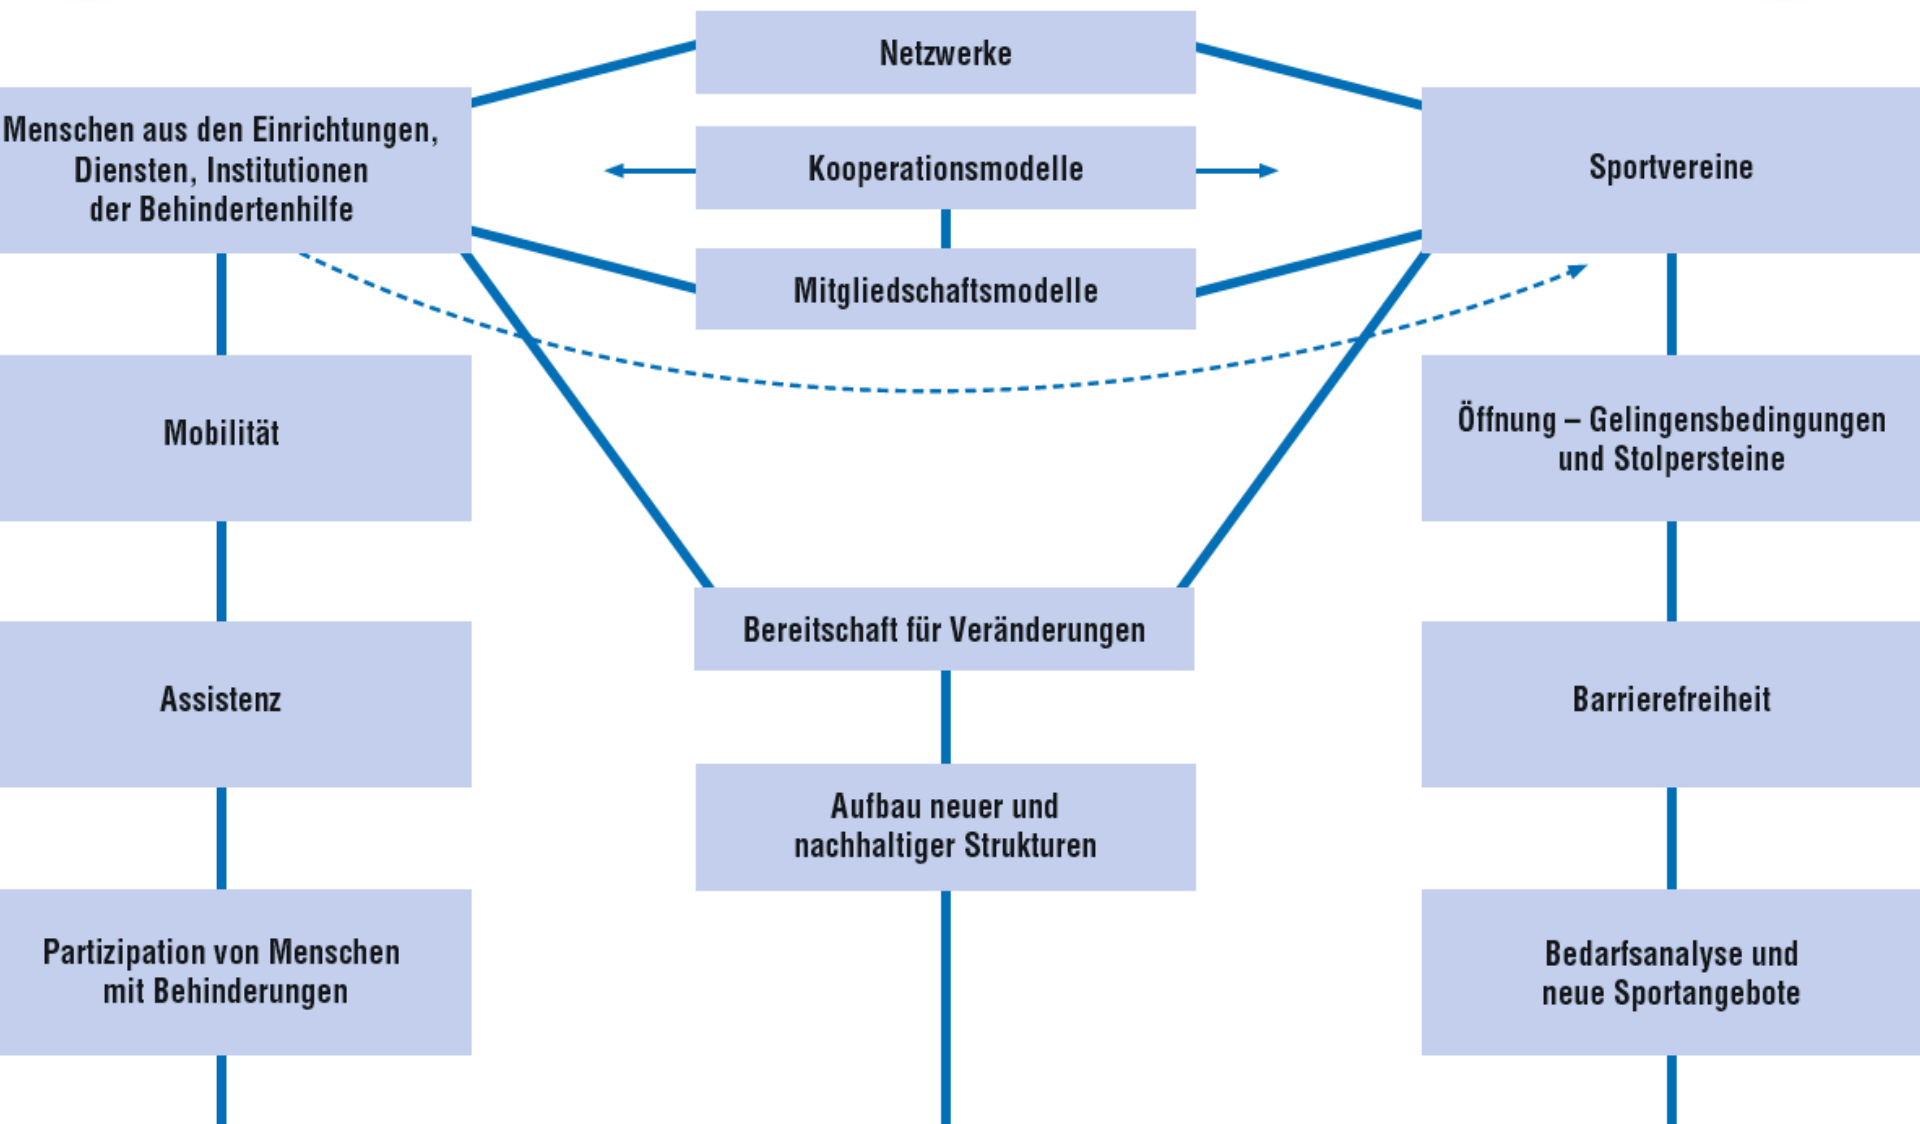 Netzwerke
Menschen aus den Einrichtungen,
Diensten, Institutionen
der Behindertenhilfe
Kooperationsmodelle
Sportvereine
Mitgliedschaftsmodelle
Mobilität
Öffnung – Gelingensbedingungen
und Stolpersteine
Bereitschaft für Veränderungen
Assistenz
Barrierefreiheit
Aufbau neuer und
nachhaltiger Strukturen
Partizipation von Menschen
mit Behinderungen
Bedarfsanalyse und
neue Sportangebote